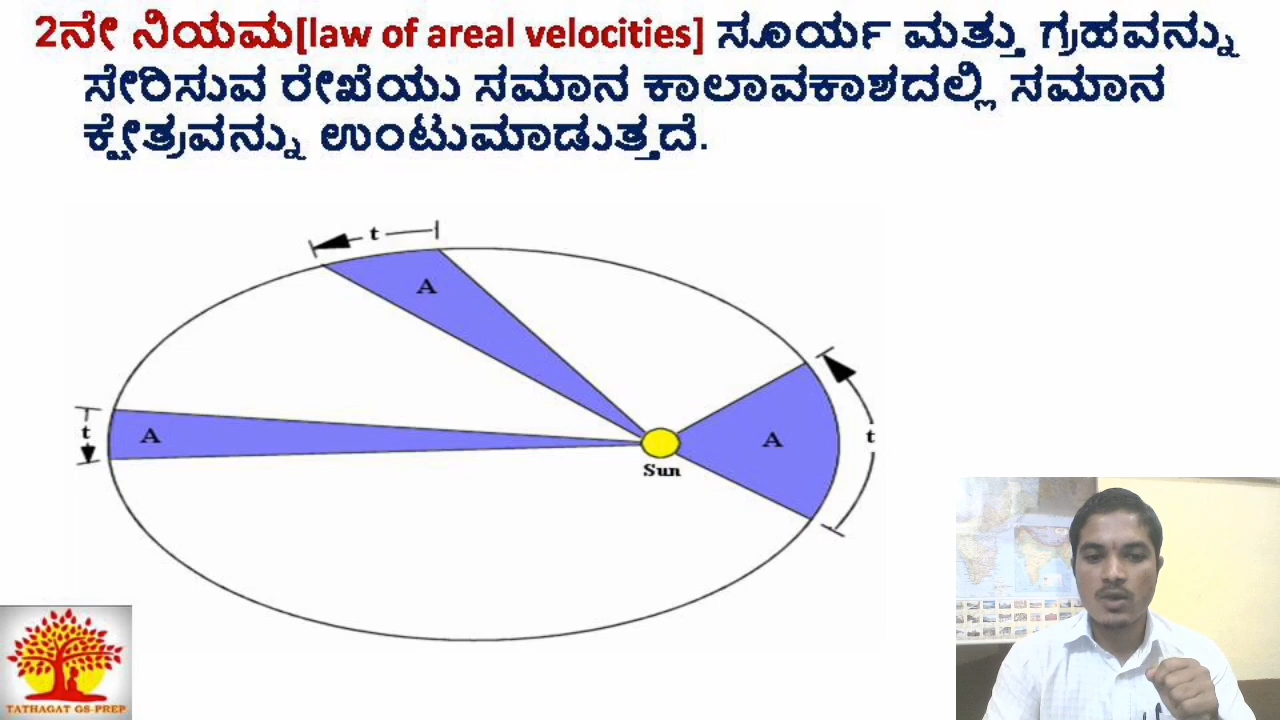 2ನೇ ನಿಯಮ[law of areal velocities] ಸೂರ್ಯ ಮತ್ತು ಗ್ರಹವನ್ನು
ಸೇರಿಸುವ ರೇಖೆಯು ಸಮಾನ ಕಾಲಾವಕಾಶದಲ್ಲಿ ಸಮಾನ
ಕ್ಷೇತ್ರವನ್ನು ಉಂಟುಮಾಡುತ್ತದೆ.
t
A
t
A
A
t
Sun
TATHAGAT GS-PREP